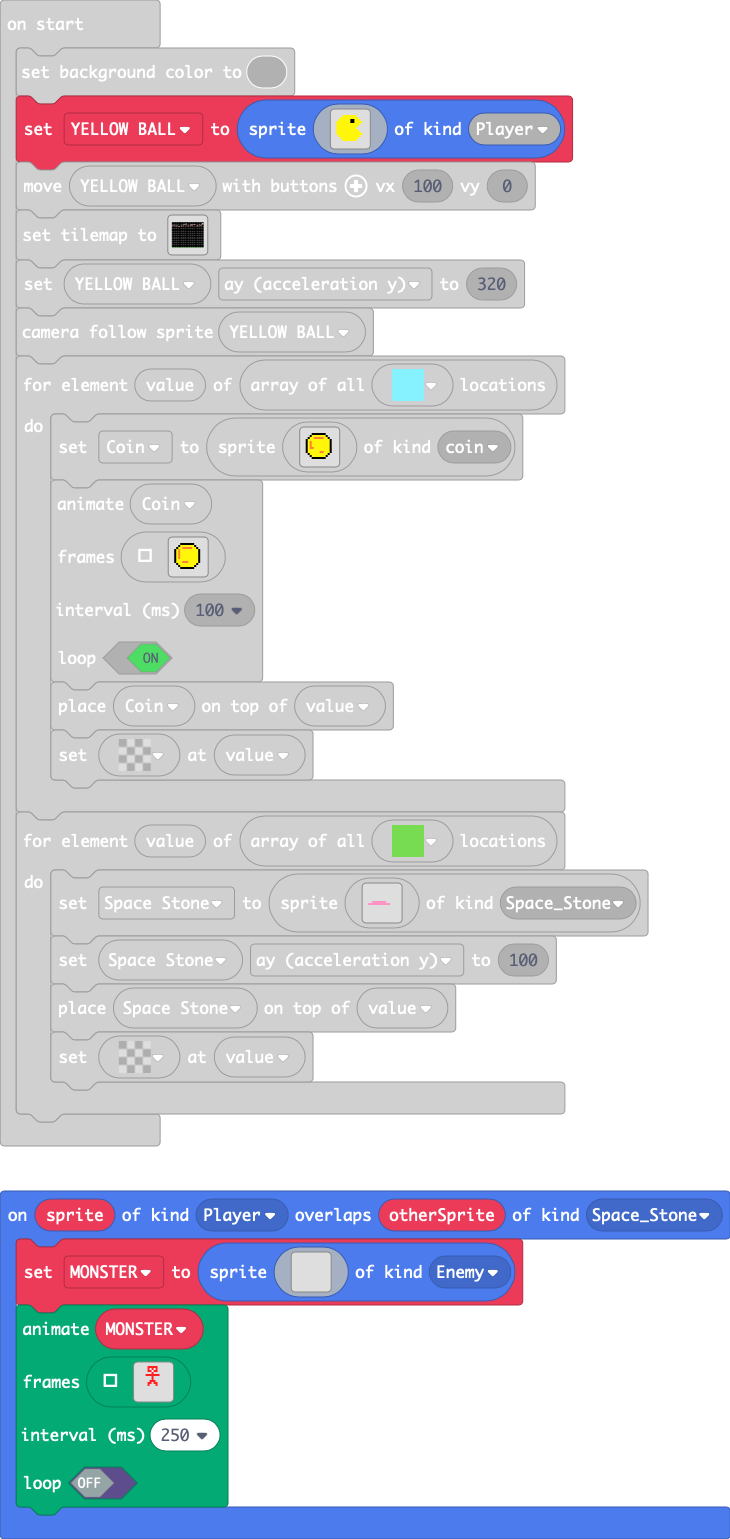 on start
set background color to
set YELLOW BALL to sprite of kind Player
move YELLOW BALL with buttons vx 100 vy 0
set tilemap to
set YELLOW BALL ay (acceleration y) to 320
camera follow sprite YELLOW BALL
for element value of array of all locations
do
set Coin to sprite of kind coin
animate Coin
frames
interval (ms) 100
loop ON
place Coin on top of value
set at value
for element value of array of all locations
do
set Space Stone to sprite of kind Space_Stone
set Space Stone ay (acceleration y) to 100
place Space Stone on top of value
set at value
on sprite of kind Player overlaps otherSprite of kind Space_Stone
set MONSTER to sprite of kind Enemy
animate MONSTER
frames
interval (ms) 250
loop OFF